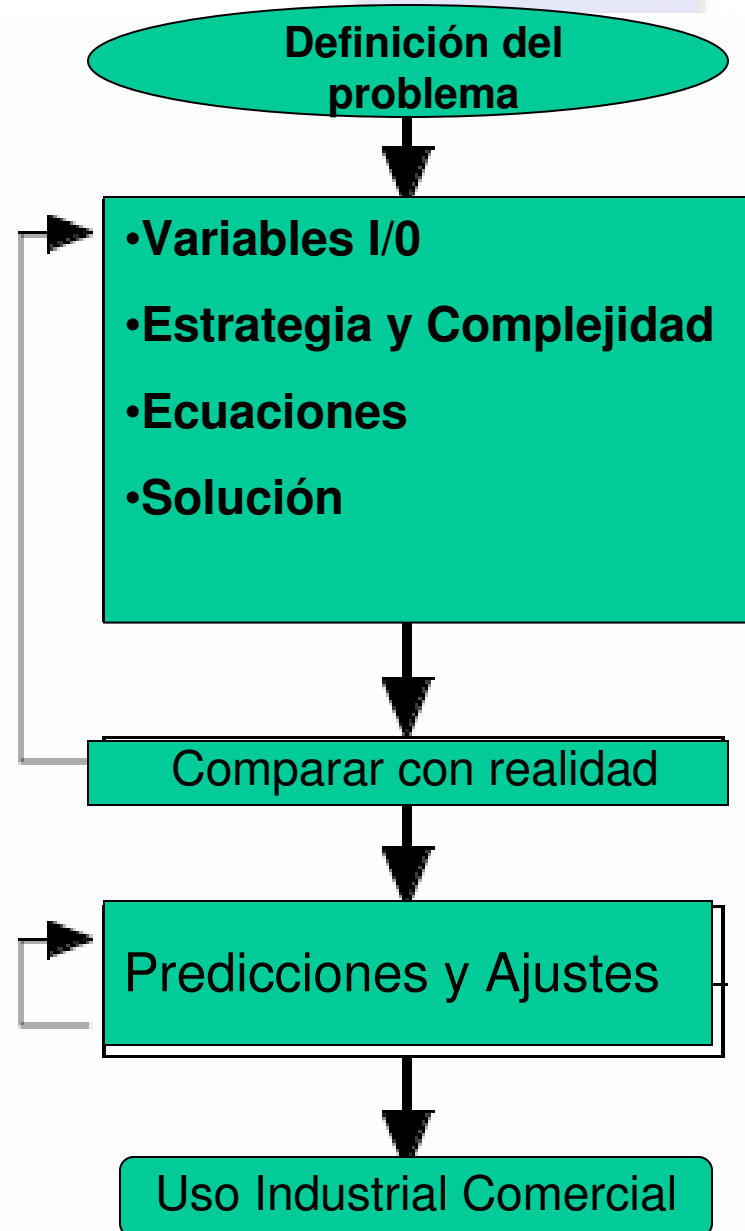 Definición del
problema
•Variables I/0
•Estrategia y Complejidad
•Ecuaciones
•Solución
Comparar con realidad
Predicciones y Ajustes
Uso Industrial Comercial